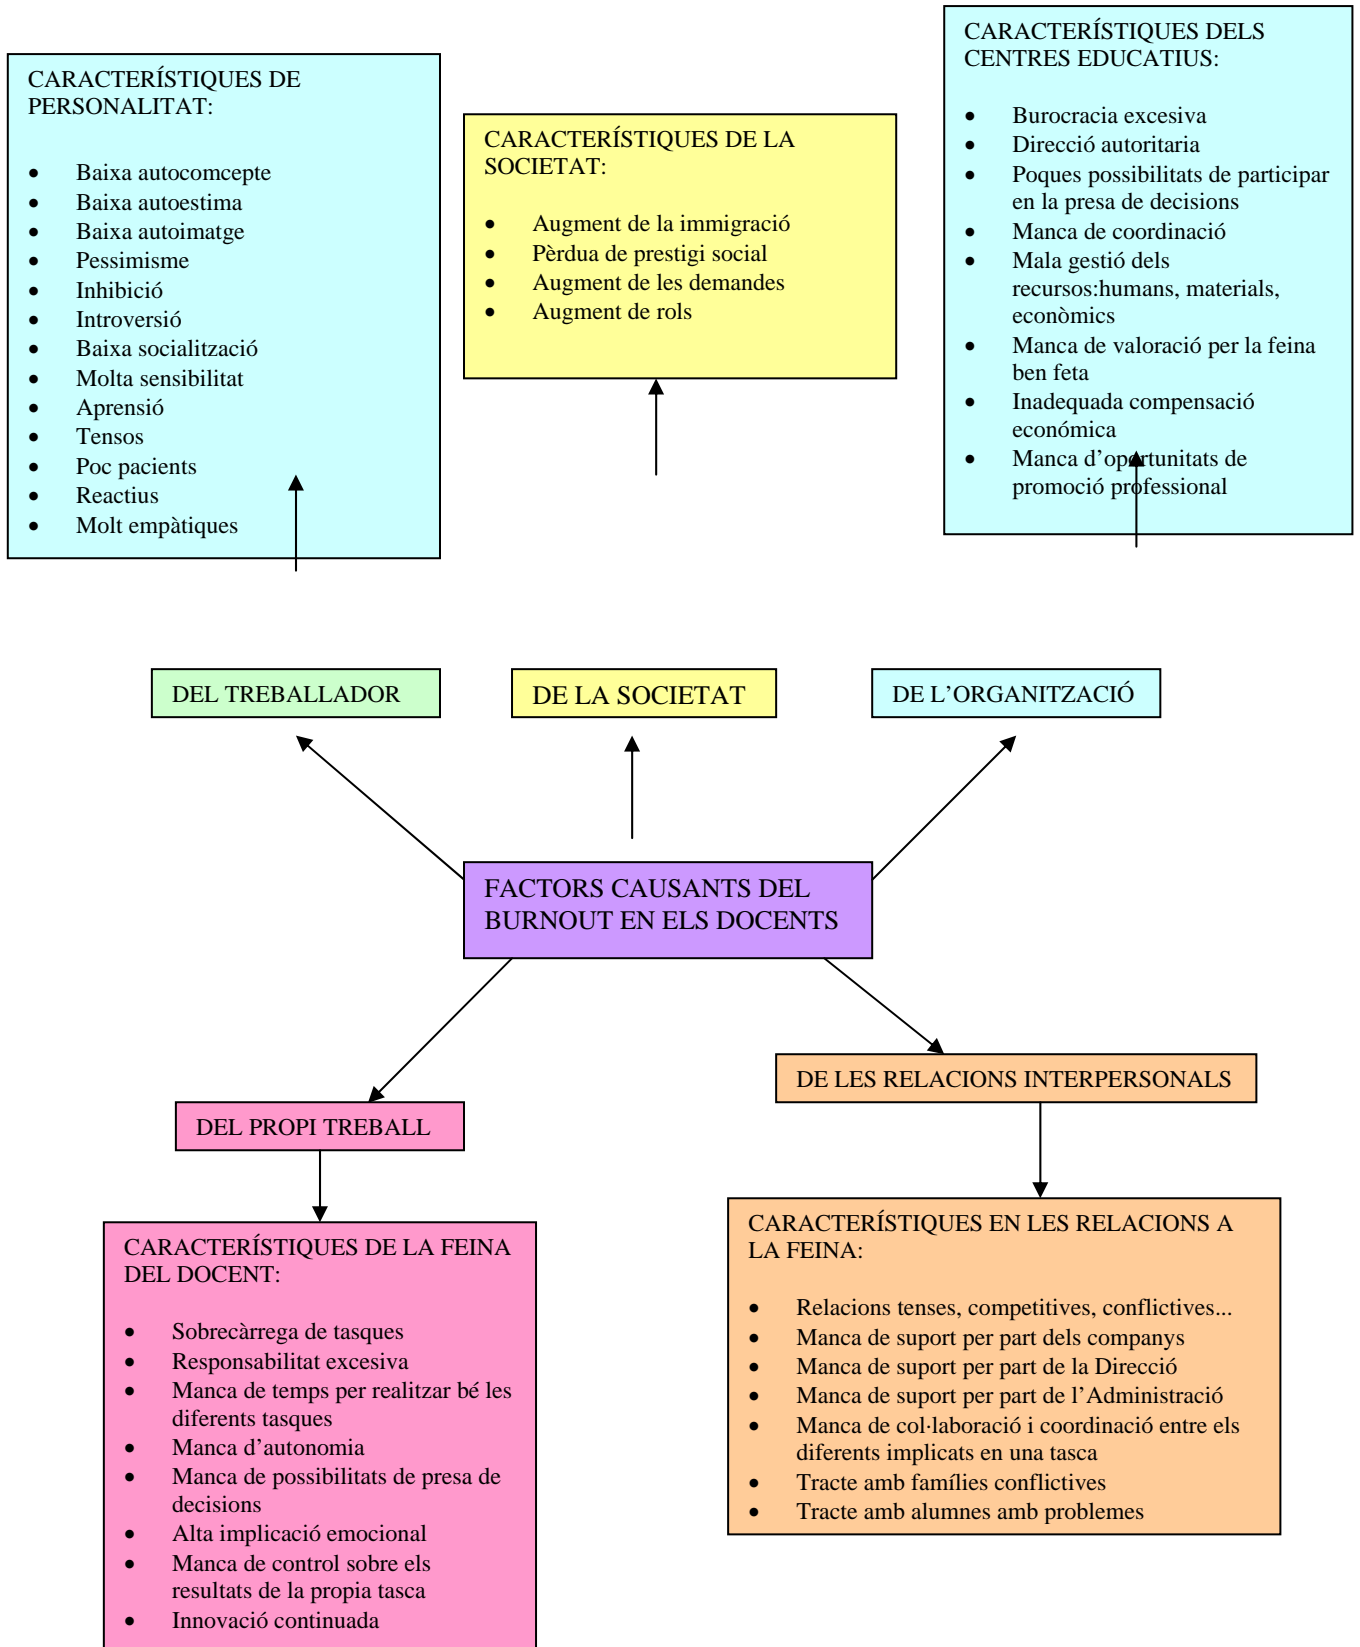 CARACTERÍSTIQUES DE
PERSONALITAT:
• Baixa autocomcepte
• Baixa autoestima
• Baixa autoimatge
• Pessimisme
• Inhibició
• Introversió
• Baixa socialització
• Molta sensibilitat
• Aprensió
• Tensos
• Poc pacients
• Reactius
• Molt empàtiques
CARACTERÍSTIQUES DE LA
SOCIETAT:
• Augment de la immigració
• Pèrdua de prestigi social
• Augment de les demandes
• Augment de rols
CARACTERÍSTIQUES DELS
CENTRES EDUCATIUS:
• Burocracia excesiva
• Direcció autoritaria
• Poques possibilitats de participar
en la presa de decisions
• Manca de coordinació
• Mala gestió dels
recursos:humans, materials,
econòmics
• Manca de valoració per la feina
ben feta
• Inadequada compensació
económica
• Manca d’oportunitats de
promoció professional
DEL TREBALLADOR
DE LA SOCIETAT
DE L’ORGANITZACIÓ
FACTORS CAUSANTS DEL
BURNOUT EN ELS DOCENTS
DEL PROPI TREBALL
DE LES RELACIONS INTERPERSONALS
CARACTERÍSTIQUES DE LA FEINA
DEL DOCENT:
• Sobrecàrrega de tasques
• Responsabilitat excesiva
• Manca de temps per realitzar bé les
diferents tasques
• Manca d’autonomia
• Manca de possibilitats de presa de
decisions
• Alta implicació emocional
• Manca de control sobre els
resultats de la propia tasca
• Innovació continuada
CARACTERÍSTIQUES EN LES RELACIONS A
LA FEINA:
• Relacions tenses, competitives, conflictives...
• Manca de suport per part dels companys
• Manca de suport per part de la Direcció
• Manca de suport per part de l’Administració
• Manca de col·laboració i coordinació entre els
diferents implicats en una tasca
• Tracte amb famílies conflictives
• Tracte amb alumnes amb problemes